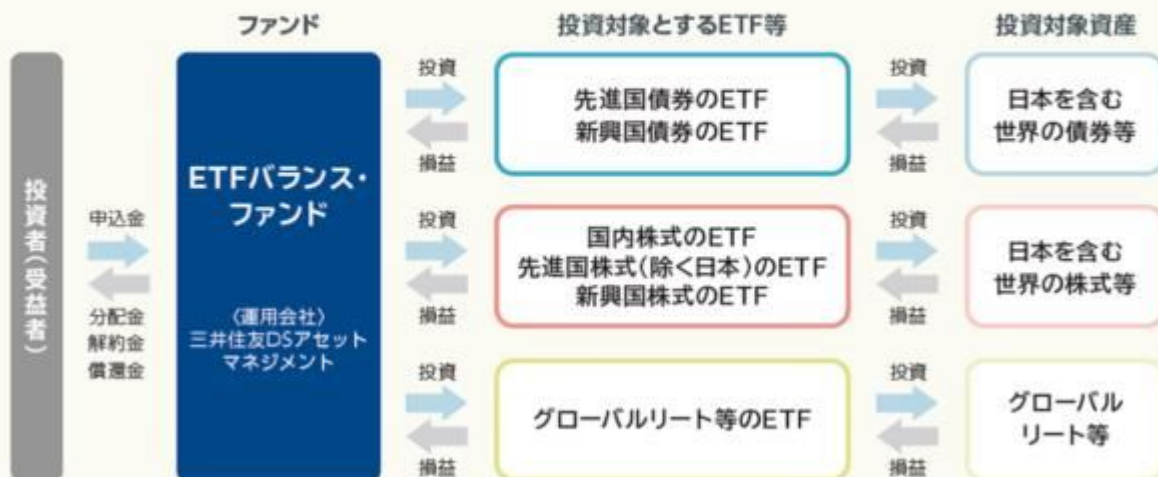 ファンド
投資対象とするETF等
投資対象資産
投資者(受益者)
申込金
分配金
解約金
償還金
ETFバランス・
ファンド
〈運用会社〉
三井住友DSアセット
マネジメント
投資
損益
先進国債券のETF
新興国債券のETF
投資
損益
日本を含む
世界の債券等
投資
損益
国内株式のETF
先進国株式(除く日本)のETF
新興国株式のETF
投資
損益
日本を含む
世界の株式等
投資
損益
グローバルリート等のETF
投資
損益
グローバル
リート等